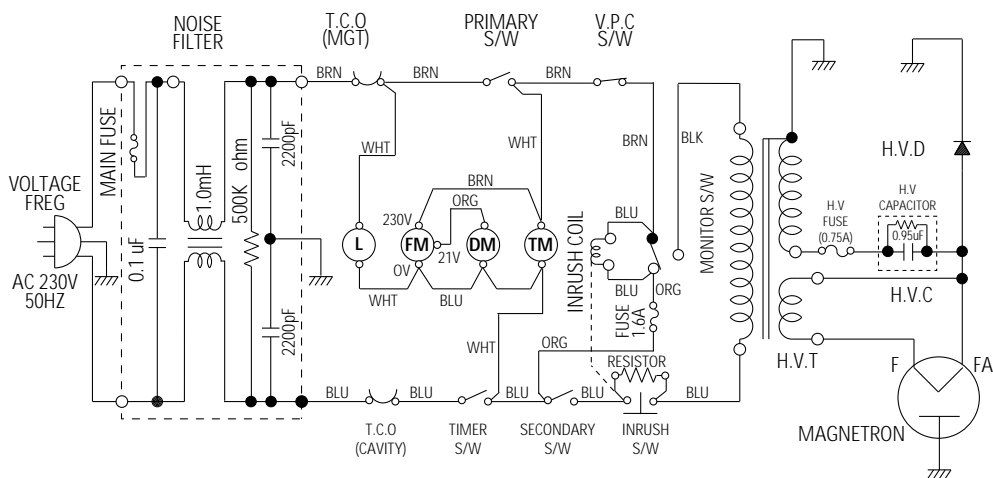 NOISE
FILTER
T.C.O
(MGT)
PRIMARY
S/W
V.P.C
S/W
BRN
BRN
BRN
MAIN FUSE
VOLTAGE
FREG
AC 230V
50HZ
0.1 uF
1.0mH
500K ohm
2200pF
2200pF
WHT
WHT
BRN
ORG
230V
21V
0V
L
FM
DM
TM
WHT
BLU
WHT
INRUSH COIL
BLU
BLU
BRN
BLK
ORG
FUSE
1.6A
ORG
RESISTOR
MONITOR S/W
BLU
BLU
BLU
BLU
BLU
T.C.O
(CAVITY)
TIMER
S/W
SECONDARY
S/W
INRUSH
S/W
H.V.D
H.V
FUSE
(0.75A)
H.V
CAPACITOR
0.95uF
H.V.C
H.V.T
F
FA
MAGNETRON